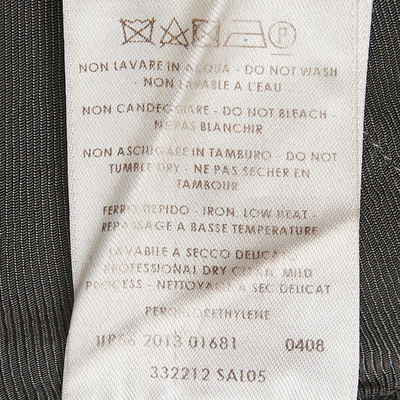 P
NON LAVARE IN ACQUA - DO NOT WASH
- NON LAVABLE A L'EAU
NON CANDEGGIARE - DO NOT BLEACH -
NE PAS BLANCHIR
NON ASCIUGARE IN TAMBURO - DO NOT
TUMBLE DRY - NE PAS SECHER EN
TAMBOUR
FERRO TIEPIDO - IRON, LOW HEAT -
REPASSAGE A BASSE TEMPERATURE
LAVABILE A SECCO DELICATO
PROFESSIONAL DRY CLEAN, MILD
PROCESS - NETTOYAGE A SEC DELICAT
PERCHLORETHYLENE
2013 01681 0408
332212 SAL05